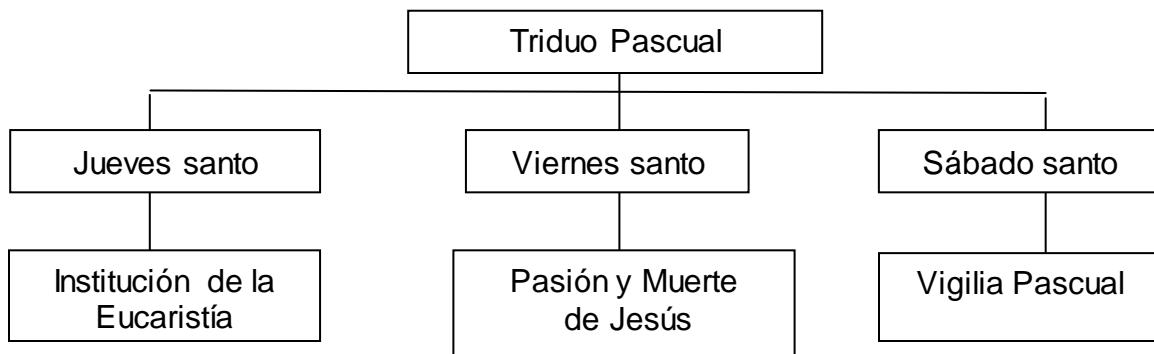 Triduo Pascual
Jueves santo
Viernes santo
Sábado santo
Institución de la
Eucaristía
Pasión y Muerte
de Jesús
Vigilia Pascual